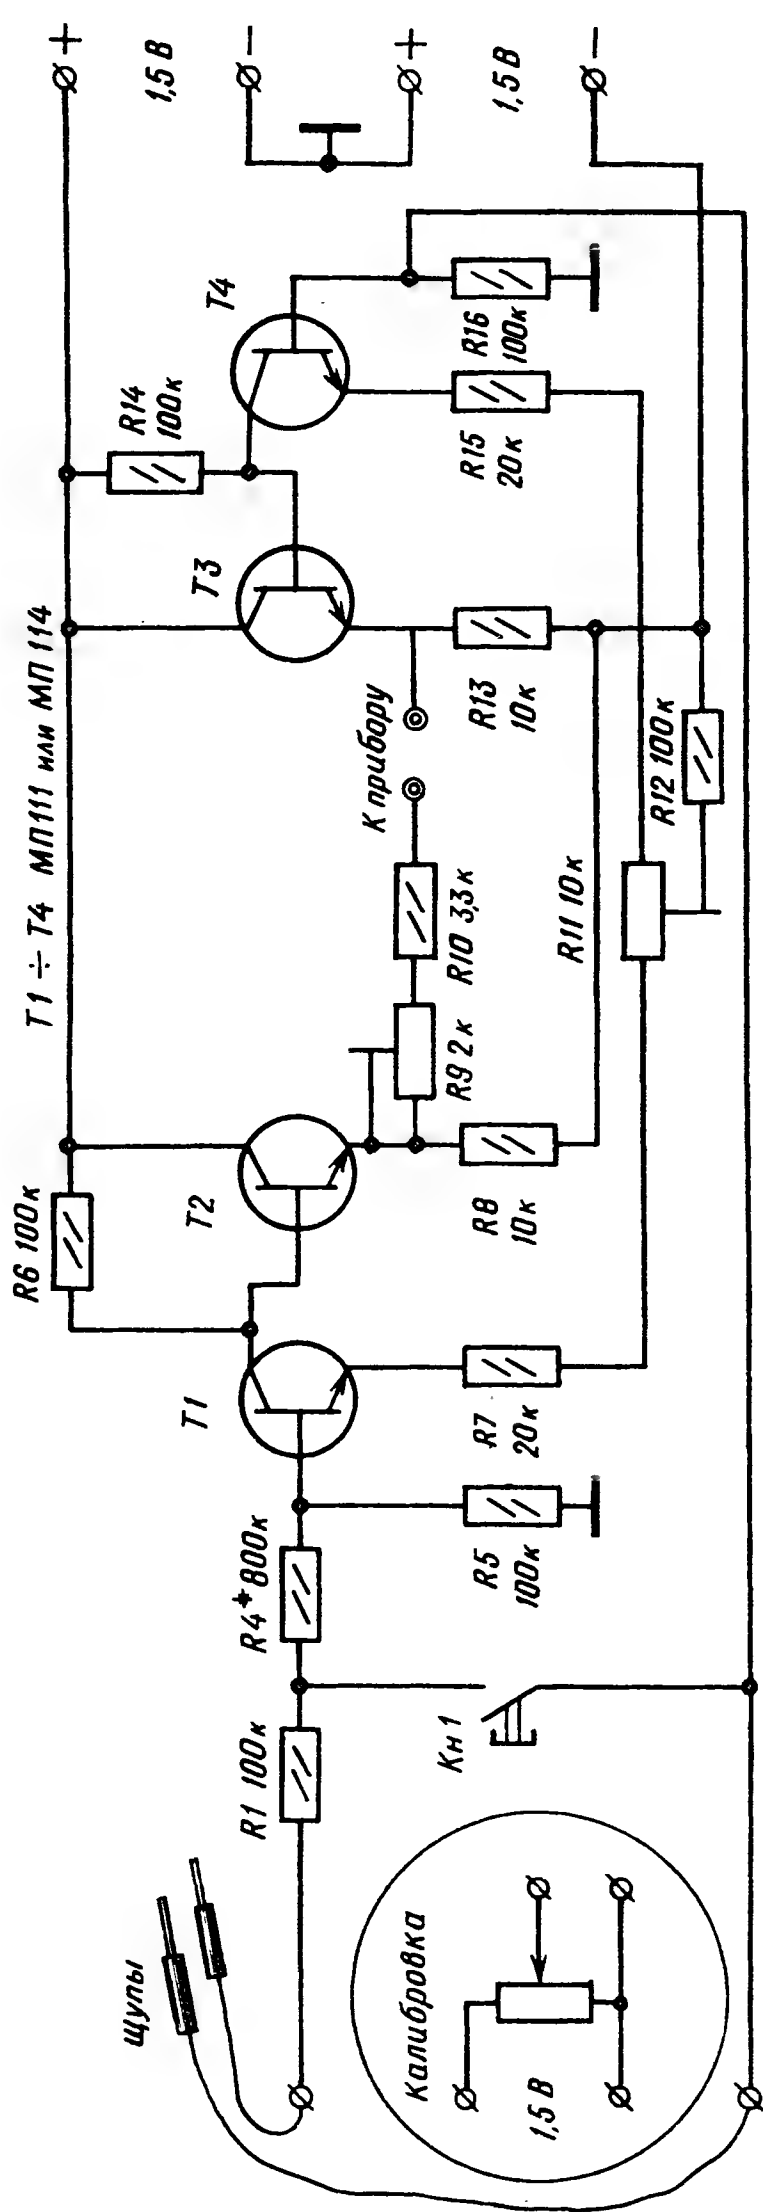 T1 ÷ T4 МП111 или МП 114
R6 100к
T1
T2
T3
T4
R14
100к
+
1,5 В
−
+
1,5 В
−
Щупы
R1 100к
R4* 800к
R5
100к
R7
20к
R8
10к
R9 2к
R10 3,3к
К прибору
R13
10к
R15
20к
R16
100к
R11 10к
R12 100к
Кн1
Калибровка
1,5 В